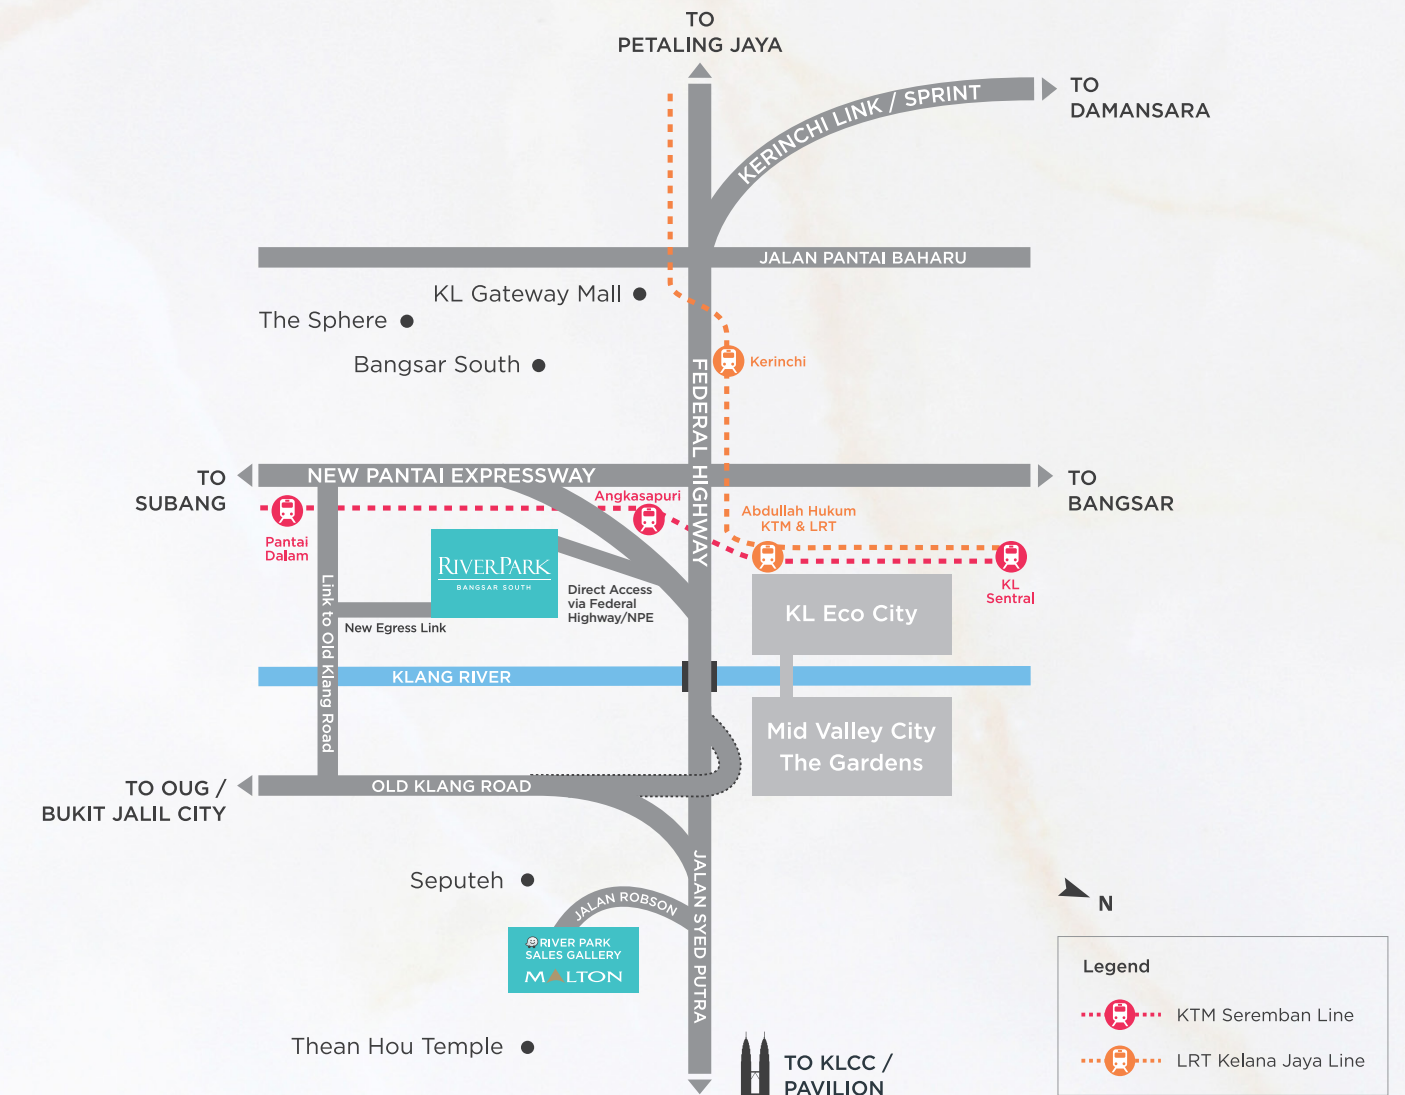 TO
PETALING JAYA
TO
DAMANSARA
KERINCHI LINK / SPRINT
JALAN PANTAI BAHARU
KL Gateway Mall
The Sphere
Bangsar South
Kerinchi
FEDERAL HIGHWAY
TO
SUBANG
NEW PANTAI EXPRESSWAY
TO
BANGSAR
Angkasapuri
Pantai
Dalam
Abdullah Hukum
KTM & LRT
KL
Sentral
RIVERPARK
BANGSAR SOUTH
Direct Access
via Federal
Highway/NPE
New Egress Link
Link to Old Klang Road
KL Eco City
KLANG RIVER
Mid Valley City
The Gardens
TO OUG /
BUKIT JALIL CITY
OLD KLANG ROAD
Seputeh
JALAN ROBSON
JALAN SYED PUTRA
RIVER PARK
SALES GALLERY
MALTON
Thean Hou Temple
TO KLCC /
PAVILION
N
Legend
KTM Seremban Line
LRT Kelana Jaya Line